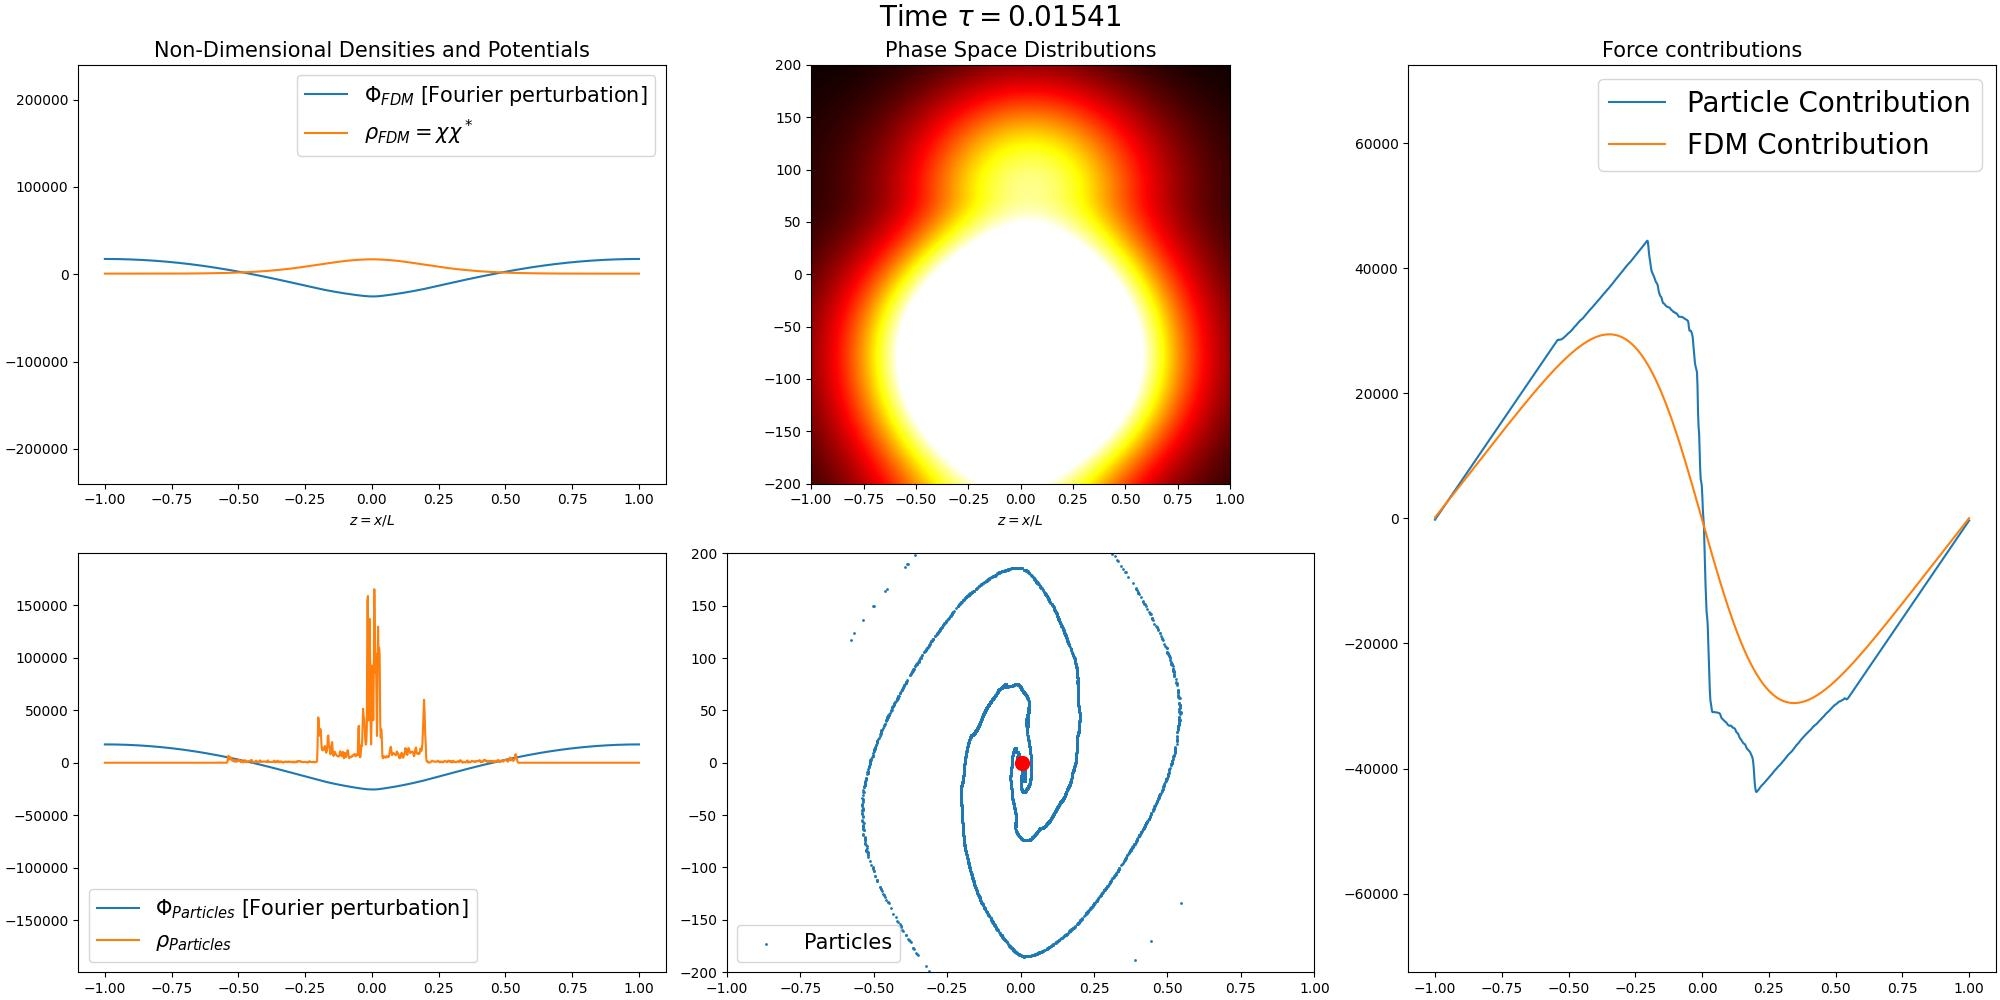 Time τ = 0.01541
Non-Dimensional Densities and Potentials
200000
100000
0
−100000
−200000
Φ_FDM [Fourier perturbation]
ρ_FDM = χχ*
−1.00 −0.75 −0.50 −0.25 0.00 0.25 0.50 0.75 1.00
z = x/L
Phase Space Distributions
200
150
100
50
0
−50
−100
−150
−200
−1.00 −0.75 −0.50 −0.25 0.00 0.25 0.50 0.75 1.00
z = x/L
Force contributions
60000
40000
20000
0
−20000
−40000
−60000
Particle Contribution
FDM Contribution
−1.00 −0.75 −0.50 −0.25 0.00 0.25 0.50 0.75 1.00
150000
100000
50000
0
−50000
−100000
−150000
Φ_Particles [Fourier perturbation]
ρ_Particles
−1.00 −0.75 −0.50 −0.25 0.00 0.25 0.50 0.75 1.00
200
150
100
50
0
−50
−100
−150
−200
Particles
−1.00 −0.75 −0.50 −0.25 0.00 0.25 0.50 0.75 1.00